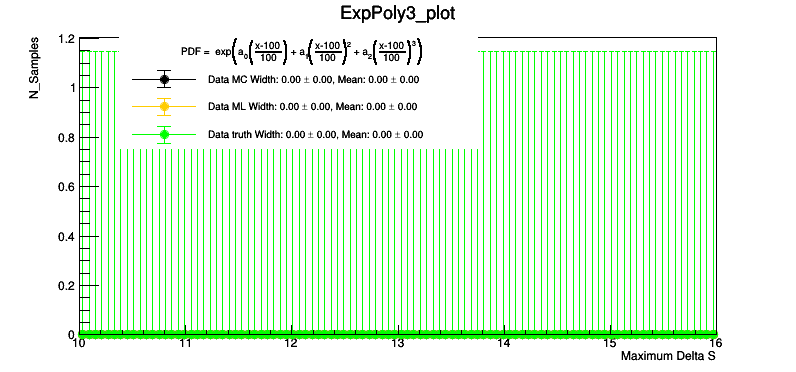 ExpPoly3_plot
N_Samples
PDF = exp(a₀(x-100/100) + a₁(x-100/100)² + a₂(x-100/100)³)
Data MC Width: 0.00 ± 0.00, Mean: 0.00 ± 0.00
Data ML Width: 0.00 ± 0.00, Mean: 0.00 ± 0.00
Data truth Width: 0.00 ± 0.00, Mean: 0.00 ± 0.00
1.2
1
0.8
0.6
0.4
0.2
0
10 11 12 13 14 15 16
Maximum Delta S